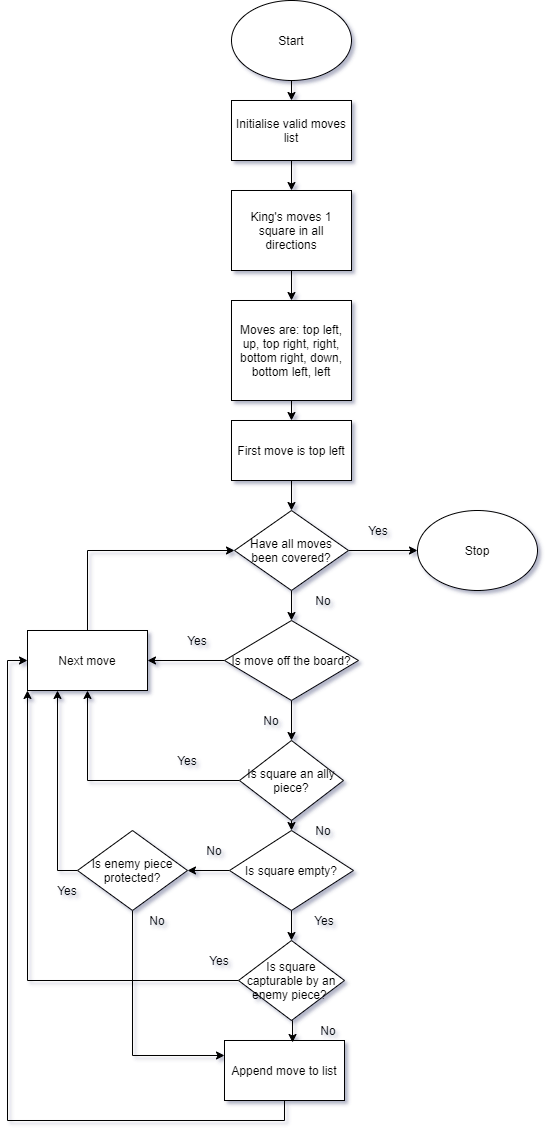 Start
Initialise valid moves
list
King's moves 1
square in all
directions
Moves are: top left,
up, top right, right,
bottom right, down,
bottom left, left
First move is top left
Have all moves
been covered?
Yes
Stop
No
Next move
Yes
Is move off the board?
No
Yes
Is square an ally
piece?
No
Is enemy piece
protected?
No
Is square empty?
Yes
No
Yes
Yes
Is square
capturable by an
enemy piece?
No
Append move to list